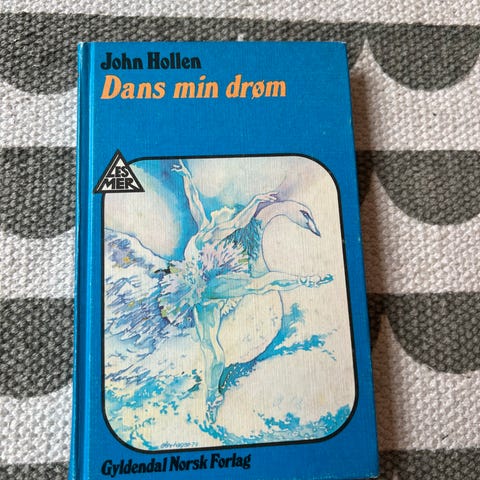 John Hollen
Dans min drøm
LES
MER
Gyldendal Norsk Forlag